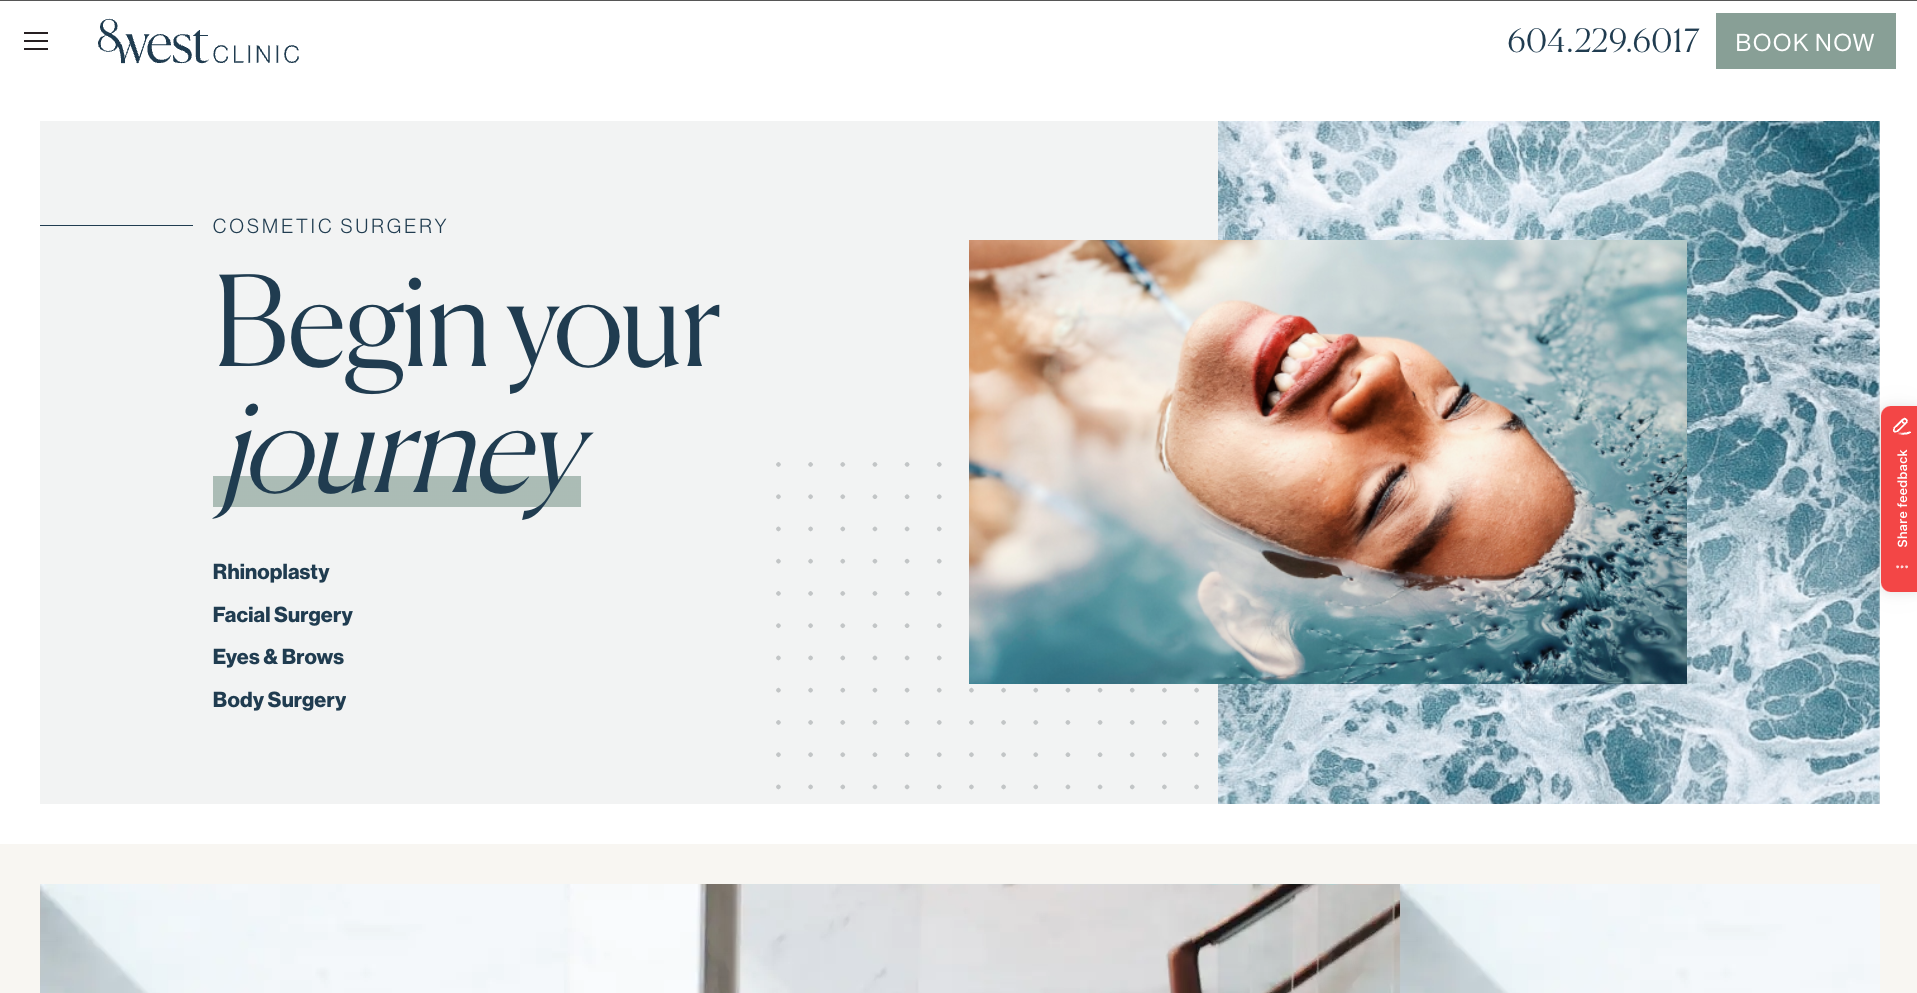 8west CLINIC
604.229.6017
BOOK NOW
COSMETIC SURGERY
Begin your
journey
Rhinoplasty
Facial Surgery
Eyes & Brows
Body Surgery
Share feedback